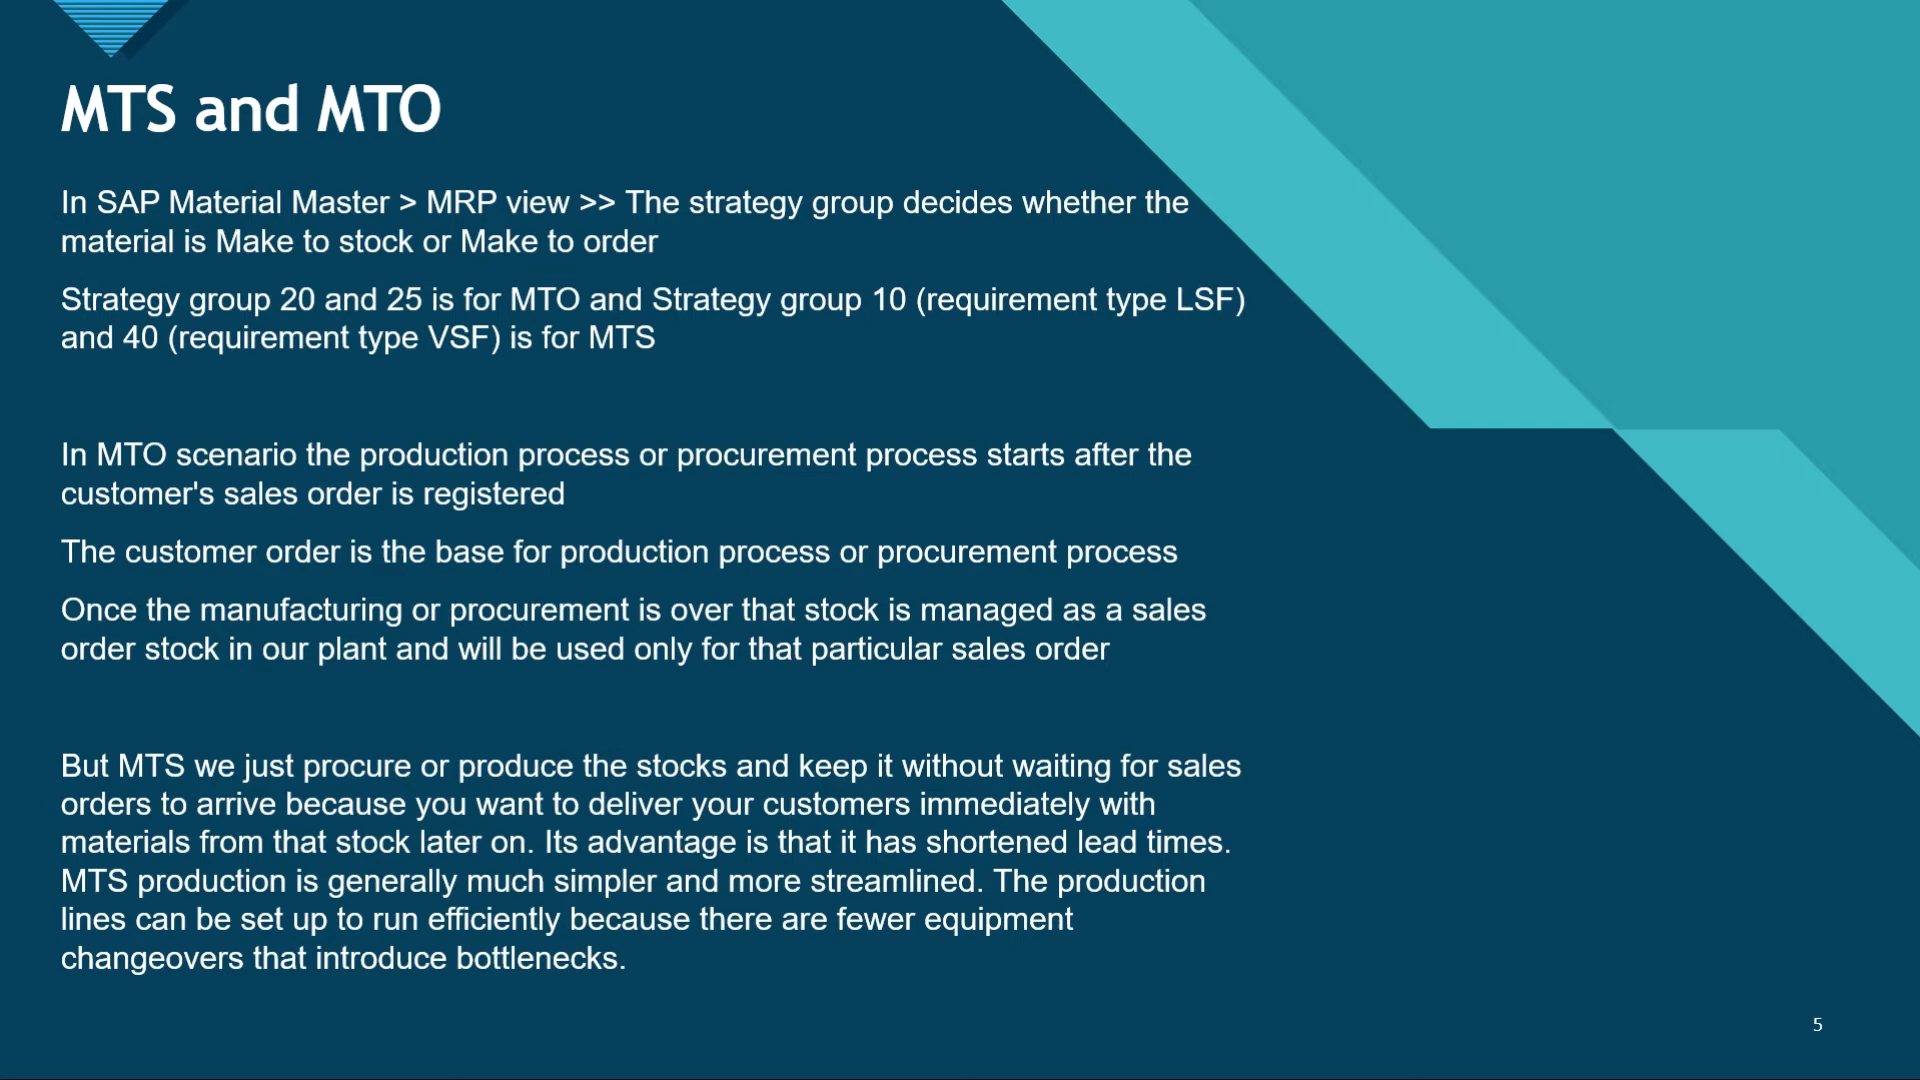 MTS and MTO
In SAP Material Master > MRP view >> The strategy group decides whether the
material is Make to stock or Make to order
Strategy group 20 and 25 is for MTO and Strategy group 10 (requirement type LSF)
and 40 (requirement type VSF) is for MTS
In MTO scenario the production process or procurement process starts after the
customer's sales order is registered
The customer order is the base for production process or procurement process
Once the manufacturing or procurement is over that stock is managed as a sales
order stock in our plant and will be used only for that particular sales order
But MTS we just procure or produce the stocks and keep it without waiting for sales
orders to arrive because you want to deliver your customers immediately with
materials from that stock later on. Its advantage is that it has shortened lead times.
MTS production is generally much simpler and more streamlined. The production
lines can be set up to run efficiently because there are fewer equipment
changeovers that introduce bottlenecks.
5